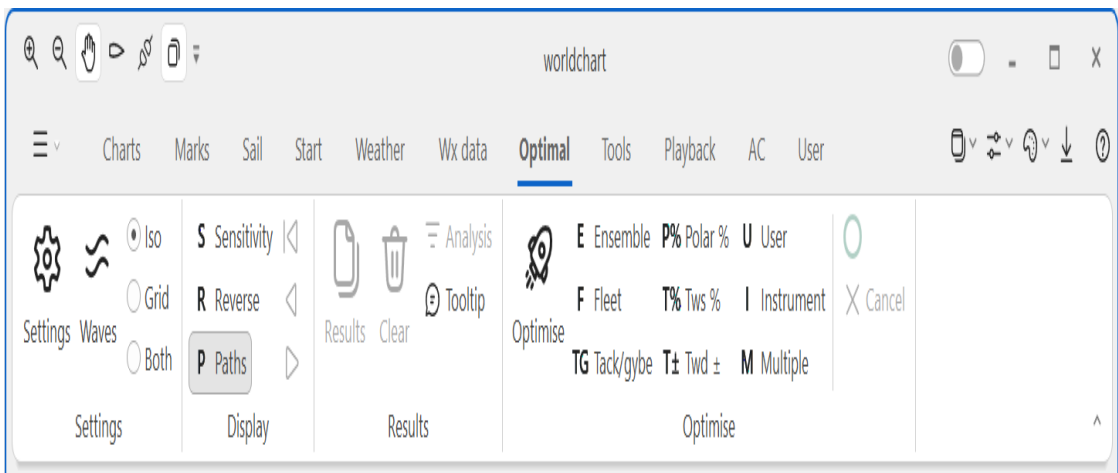 worldchart
Charts Marks Sail Start Weather Wx data Optimal Tools Playback AC User
Iso S Sensitivity Analysis E Ensemble P% Polar % U User
Grid R Reverse Tooltip F Fleet T% Tws % I Instrument Cancel
Settings Waves Results Clear Optimise
Both P Paths TG Tack/gybe T± Twd ± M Multiple
Settings Display Results Optimise